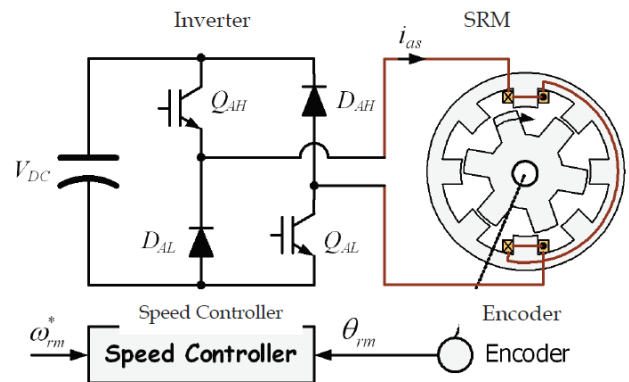 Inverter
SRM
i_as
Q_AH
D_AH
V_DC
D_AL
Q_AL
Speed Controller
Encoder
ω*_rm
Speed Controller
θ_rm
Encoder